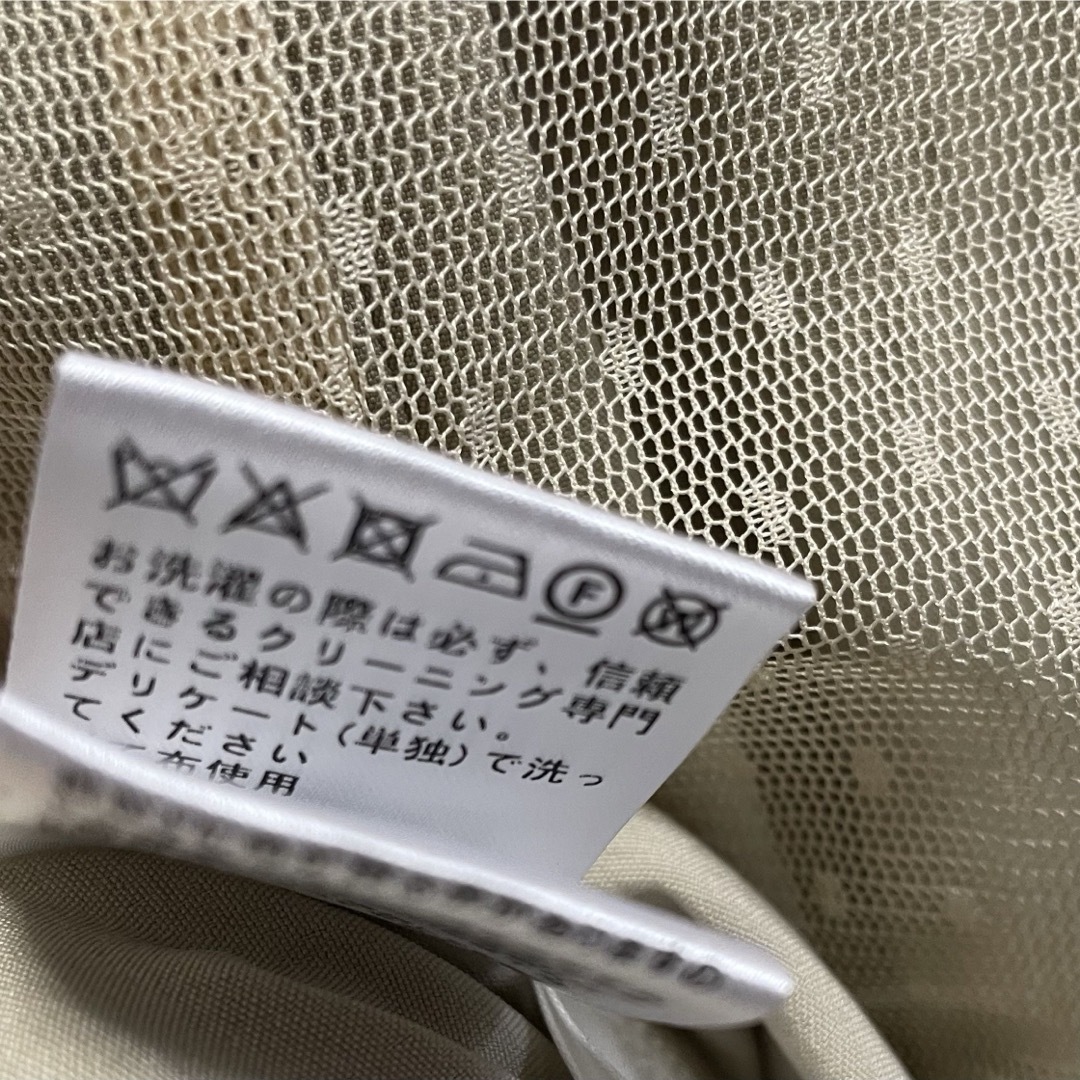 F
お洗濯の際は必ず、信頼
できるクリーニング専門
店にご相談下さい。
デリケート(単独)で洗っ
てください
布使用